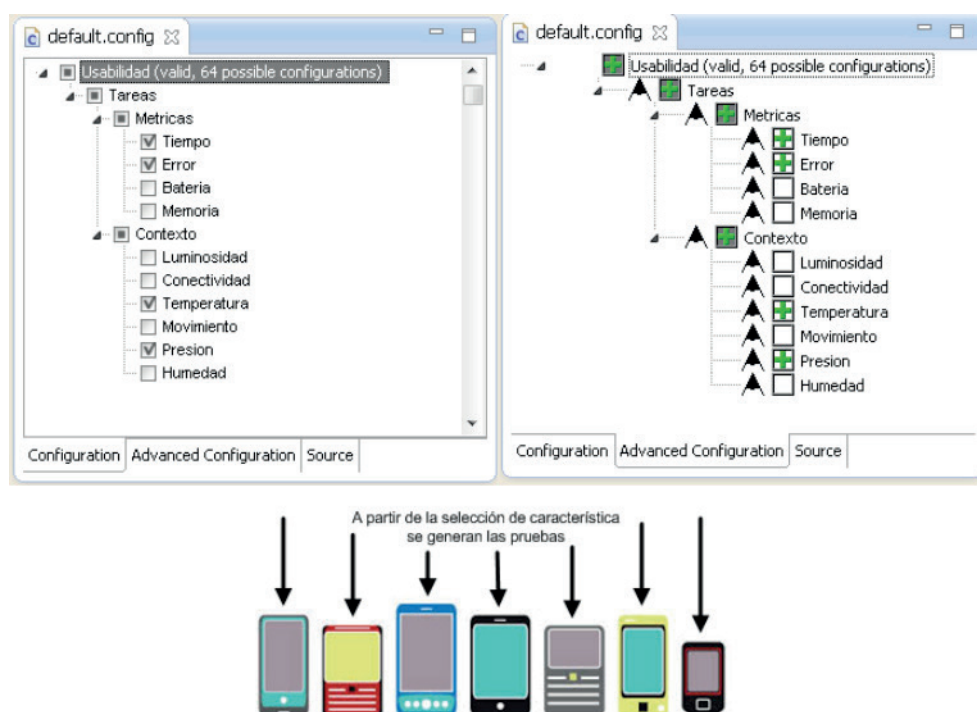 default.config
Usabilidad (valid, 64 possible configurations)
Tareas
Metricas
Tiempo
Error
Bateria
Memoria
Contexto
Luminosidad
Conectividad
Temperatura
Movimiento
Presion
Humedad
Configuration Advanced Configuration Source
default.config
Usabilidad (valid, 64 possible configurations)
Tareas
Metricas
Tiempo
Error
Bateria
Memoria
Contexto
Luminosidad
Conectividad
Temperatura
Movimiento
Presion
Humedad
Configuration Advanced Configuration Source
A partir de la selección de característica
se generan las pruebas